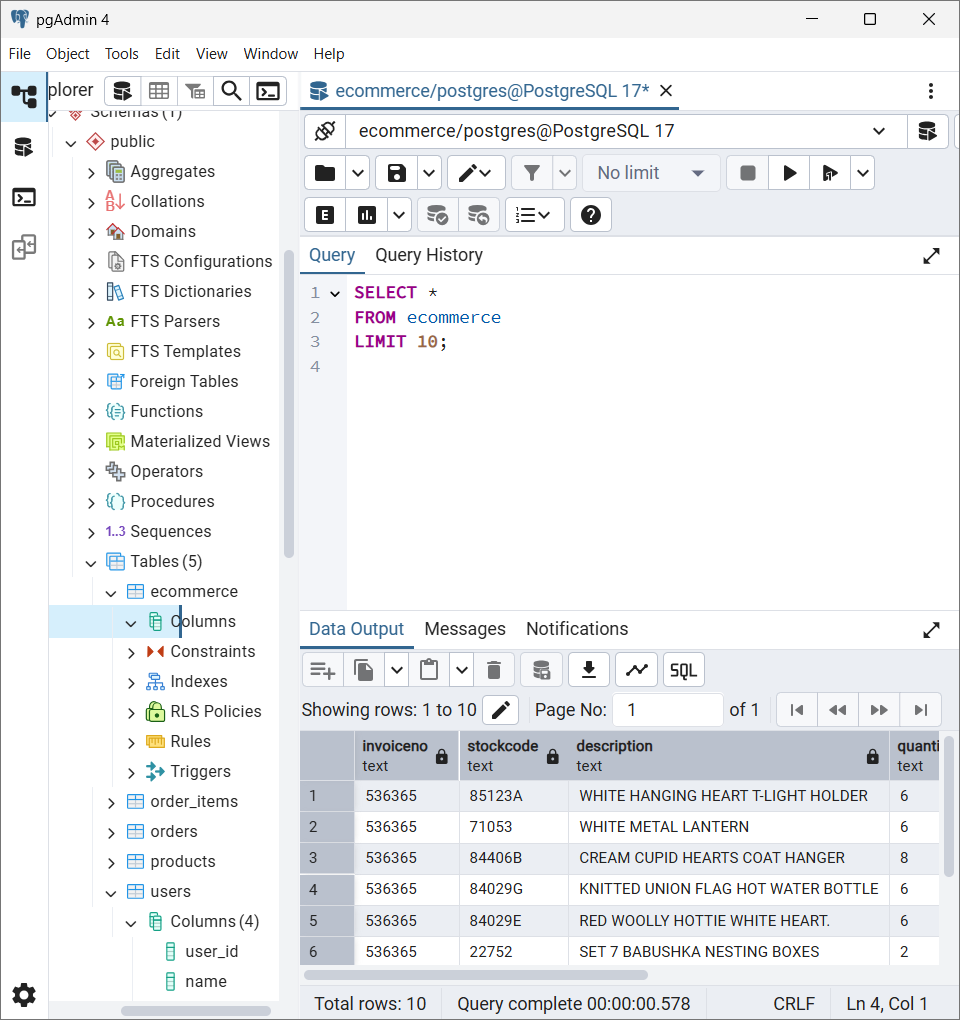 pgAdmin 4
File Object Tools Edit View Window Help
plorer
ecommerce/postgres@PostgreSQL 17*
Schemas (1)
ecommerce/postgres@PostgreSQL 17
public
Aggregates
No limit
Collations
E
Domains
Query Query History
FTS Configurations
FTS Dictionaries
1 SELECT *
Aa FTS Parsers
2 FROM ecommerce
FTS Templates
3 LIMIT 10;
4
Foreign Tables
Functions
Materialized Views
Operators
Procedures
1..3 Sequences
Tables (5)
ecommerce
Columns
Data Output Messages Notifications
Constraints
SQL
Indexes
RLS Policies
Showing rows: 1 to 10 Page No: 1 of 1
Rules
invoiceno stockcode description quanti
text text text text
Triggers
1 536365 85123A WHITE HANGING HEART T-LIGHT HOLDER 6
order_items
2 536365 71053 WHITE METAL LANTERN 6
orders
3 536365 84406B CREAM CUPID HEARTS COAT HANGER 8
products
4 536365 84029G KNITTED UNION FLAG HOT WATER BOTTLE 6
users
5 536365 84029E RED WOOLLY HOTTIE WHITE HEART. 6
Columns (4)
6 536365 22752 SET 7 BABUSHKA NESTING BOXES 2
user_id
name
Total rows: 10 Query complete 00:00:00.578 CRLF Ln 4, Col 1